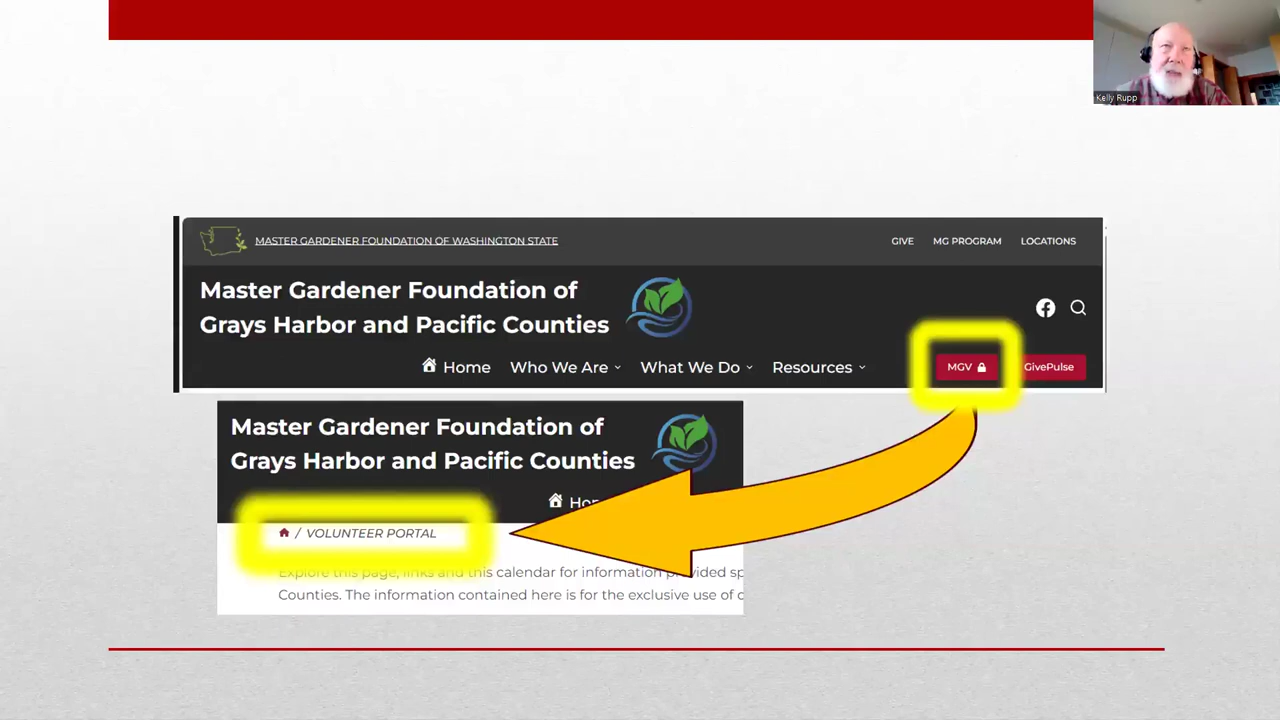 Kelly Rupp
MASTER GARDENER FOUNDATION OF WASHINGTON STATE
GIVE
MG PROGRAM
LOCATIONS
Master Gardener Foundation of
Grays Harbor and Pacific Counties
Home
Who We Are
What We Do
Resources
MGV
GivePulse
Master Gardener Foundation of
Grays Harbor and Pacific Counties
/ VOLUNTEER PORTAL
Explore this page, links and this calendar for information provided
Counties. The information contained here is for the exclusive use of